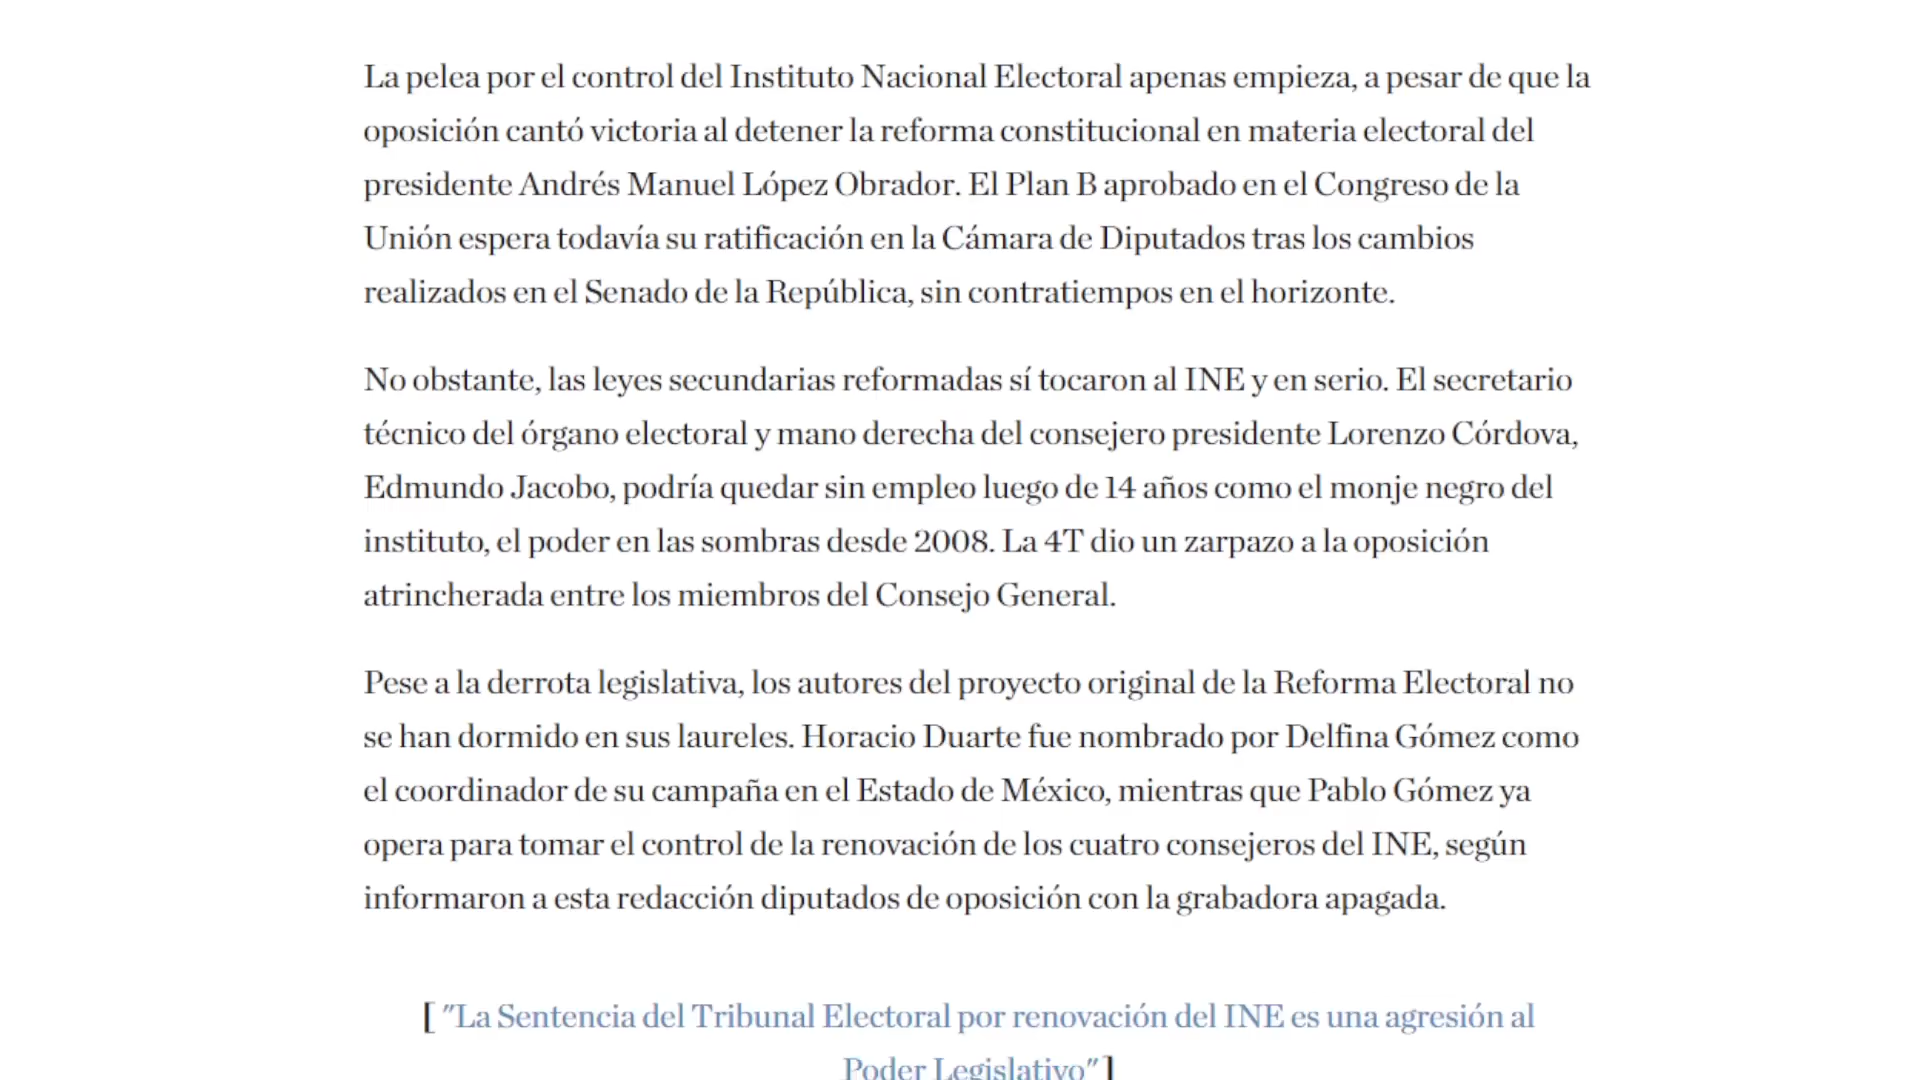 La pelea por el control del Instituto Nacional Electoral apenas empieza, a pesar de que la
oposición cantó victoria al detener la reforma constitucional en materia electoral del
presidente Andrés Manuel López Obrador. El Plan B aprobado en el Congreso de la
Unión espera todavía su ratificación en la Cámara de Diputados tras los cambios
realizados en el Senado de la República, sin contratiempos en el horizonte.
No obstante, las leyes secundarias reformadas sí tocaron al INE y en serio. El secretario
técnico del órgano electoral y mano derecha del consejero presidente Lorenzo Córdova,
Edmundo Jacobo, podría quedar sin empleo luego de 14 años como el monje negro del
instituto, el poder en las sombras desde 2008. La 4T dio un zarpazo a la oposición
atrincherada entre los miembros del Consejo General.
Pese a la derrota legislativa, los autores del proyecto original de la Reforma Electoral no
se han dormido en sus laureles. Horacio Duarte fue nombrado por Delfina Gómez como
el coordinador de su campaña en el Estado de México, mientras que Pablo Gómez ya
opera para tomar el control de la renovación de los cuatro consejeros del INE, según
informaron a esta redacción diputados de oposición con la grabadora apagada.
[ "La Sentencia del Tribunal Electoral por renovación del INE es una agresión al
Poder Legislativo" ]